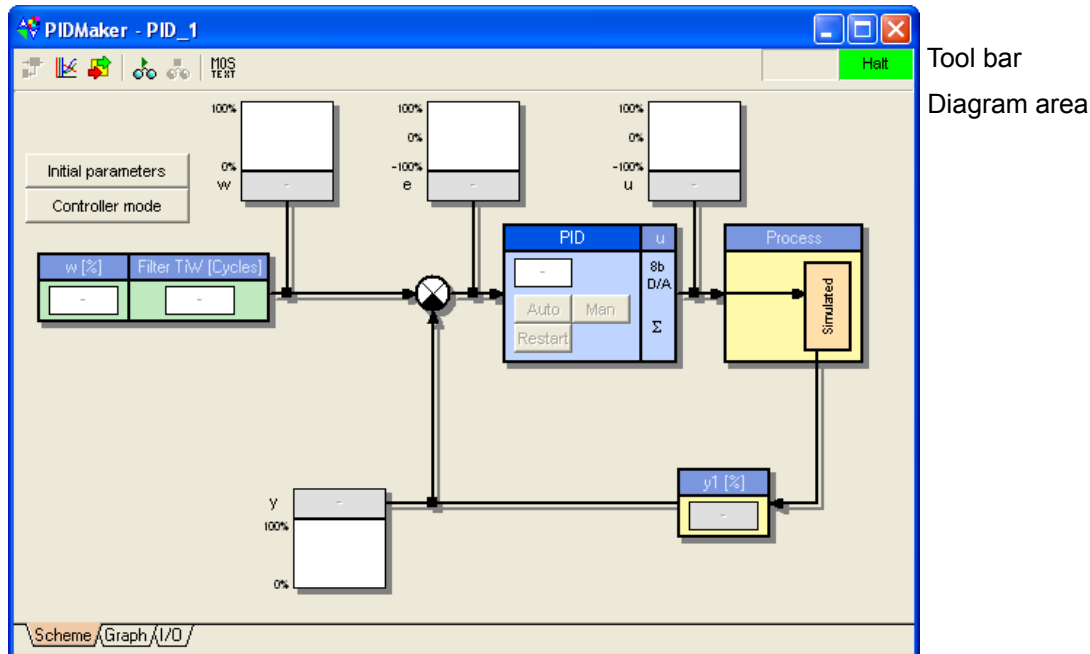 PIDMaker - PID_1
MOS
TEXT
Halt
Tool bar
Diagram area
100%
0%
w
-
100%
0%
-100%
e
-
100%
0%
-100%
u
-
Initial parameters
Controller mode
w [%]
Filter TiW [Cycles]
-
-
PID
u
-
Auto
Man
Restart
8b
D/A
Σ
Process
Simulated
y1 [%]
-
y
-
100%
0%
Scheme
Graph
I/O